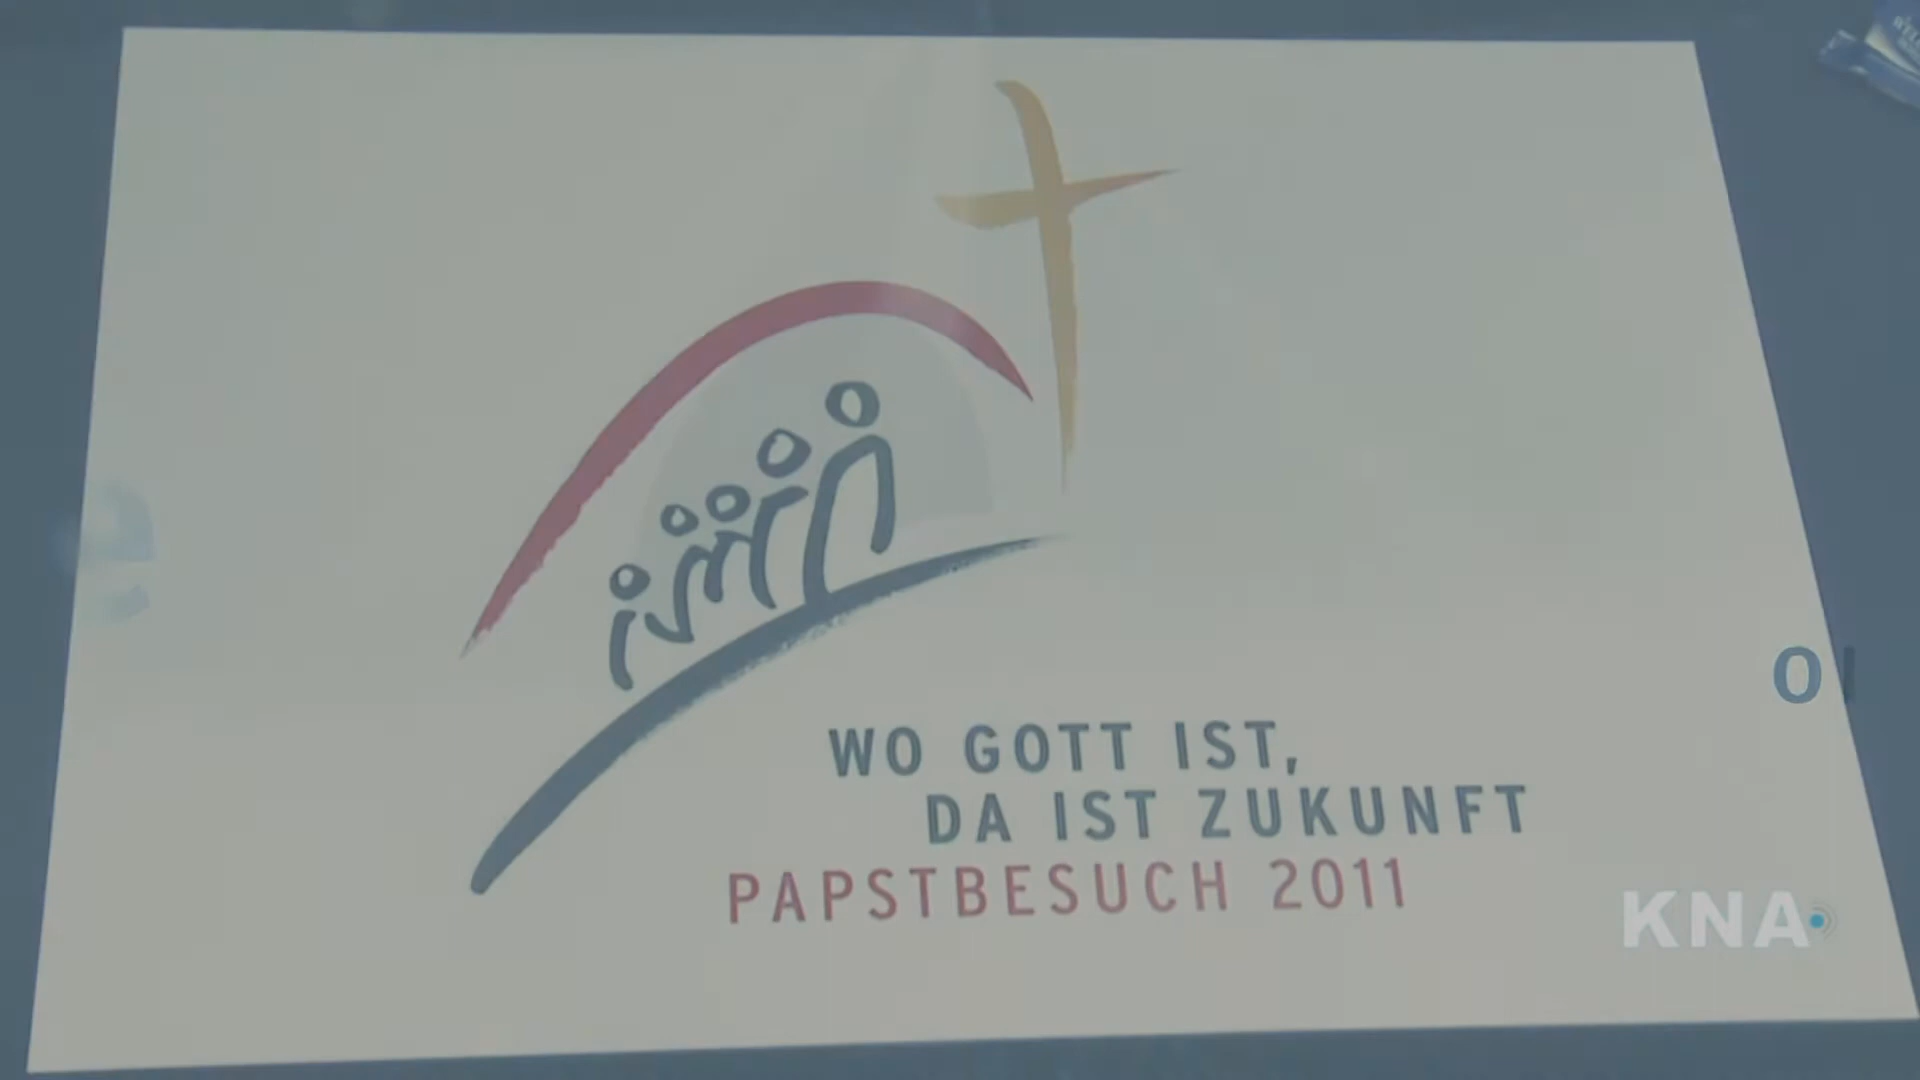 WO GOTT IST,
DA IST ZUKUNFT
PAPSTBESUCH 2011
KNA